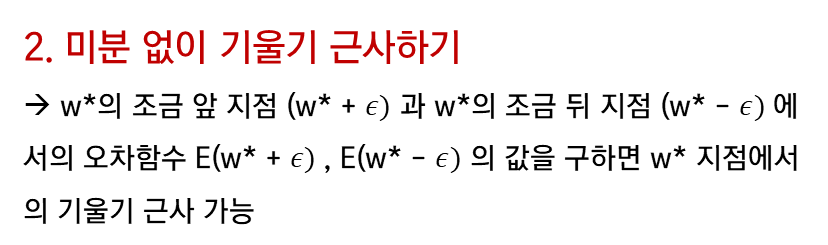 2. 미분 없이 기울기 근사하기
→ w*의 조금 앞 지점 (w* + ϵ) 과 w*의 조금 뒤 지점 (w* − ϵ) 에
서의 오차함수 E(w* + ϵ) , E(w* − ϵ) 의 값을 구하면 w* 지점에서
의 기울기 근사 가능